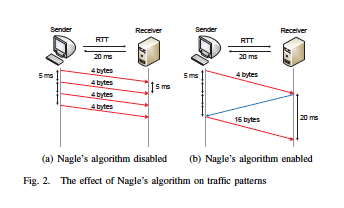 Sender
Receiver
RTT
20 ms
4 bytes
5 ms
4 bytes
5 ms
4 bytes
4 bytes
(a) Nagle's algorithm disabled
Sender
Receiver
RTT
20 ms
5 ms
4 bytes
16 bytes
20 ms
(b) Nagle's algorithm enabled
Fig. 2. The effect of Nagle's algorithm on traffic patterns